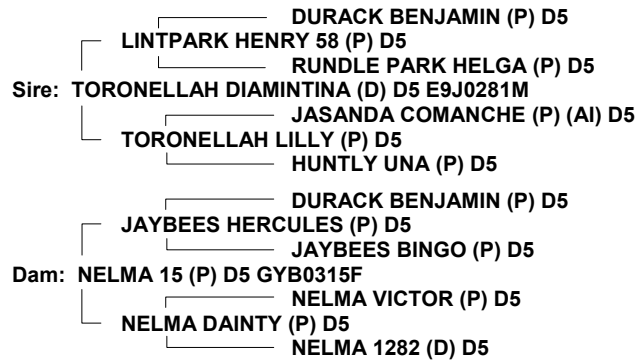 DURACK BENJAMIN (P) D5
LINTPARK HENRY 58 (P) D5
RUNDLE PARK HELGA (P) D5
Sire: TORONELLAH DIAMINTINA (D) D5 E9J0281M
JASANDA COMANCHE (P) (AI) D5
TORONELLAH LILLY (P) D5
HUNTLY UNA (P) D5
DURACK BENJAMIN (P) D5
JAYBEES HERCULES (P) D5
JAYBEES BINGO (P) D5
Dam: NELMA 15 (P) D5 GYB0315F
NELMA VICTOR (P) D5
NELMA DAINTY (P) D5
NELMA 1282 (D) D5